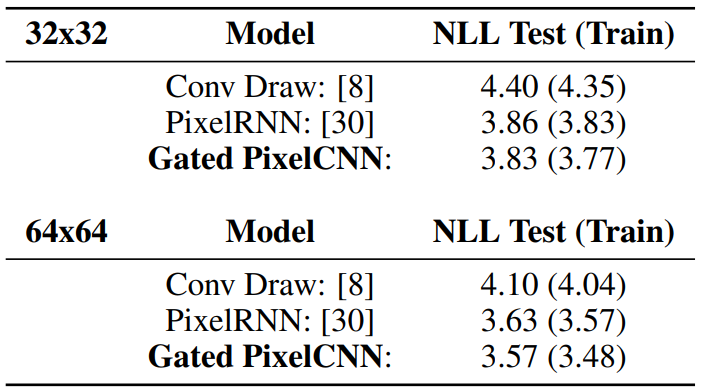 32x32 Model NLL Test (Train)
Conv Draw: [8] 4.40 (4.35)
PixelRNN: [30] 3.86 (3.83)
Gated PixelCNN: 3.83 (3.77)
64x64 Model NLL Test (Train)
Conv Draw: [8] 4.10 (4.04)
PixelRNN: [30] 3.63 (3.57)
Gated PixelCNN: 3.57 (3.48)